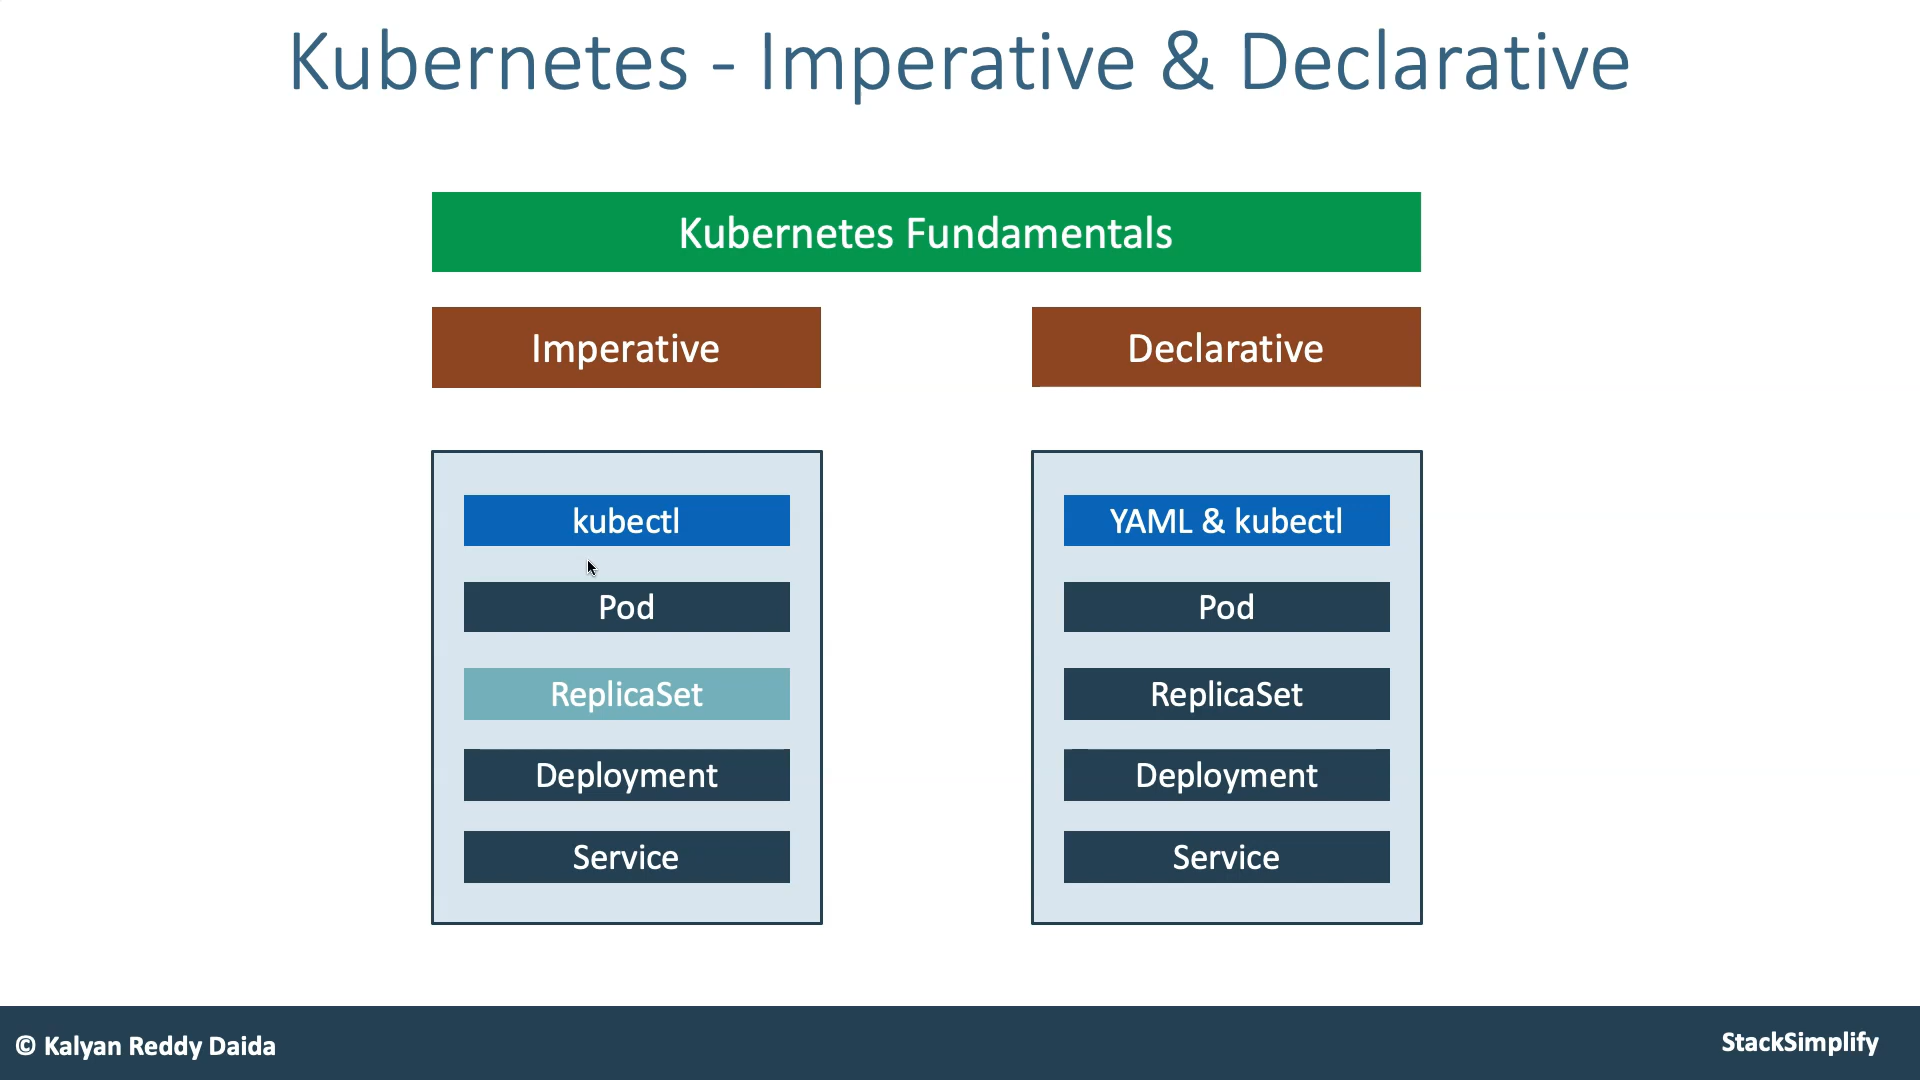 Kubernetes - Imperative & Declarative
Kubernetes Fundamentals
Imperative
kubectl
Pod
ReplicaSet
Deployment
Service
Declarative
YAML & kubectl
Pod
ReplicaSet
Deployment
Service
© Kalyan Reddy Daida
StackSimplify